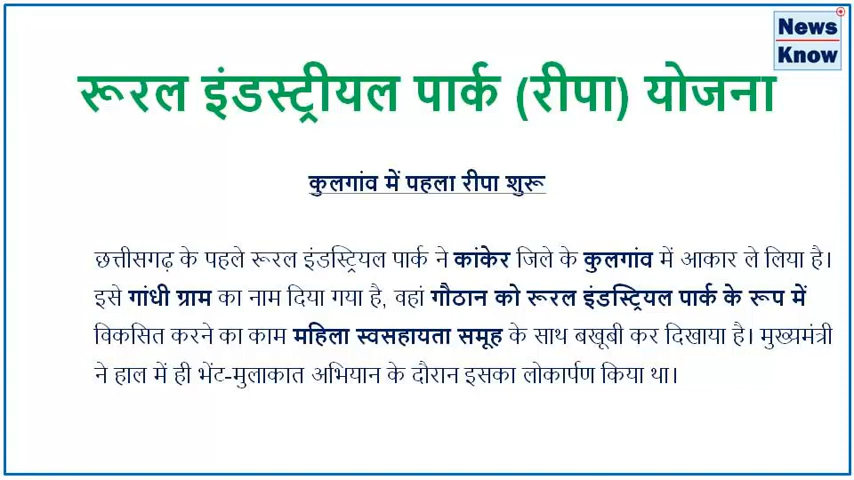 News
Know
रूरल इंडस्ट्रीयल पार्क (रीपा) योजना
कुलगांव में पहला रीपा शुरू
छत्तीसगढ़ के पहले रूरल इंडस्ट्रियल पार्क ने कांकेर जिले के कुलगांव में आकार ले लिया है।
इसे गांधी ग्राम का नाम दिया गया है, वहां गौठान को रूरल इंडस्ट्रियल पार्क के रूप में
विकसित करने का काम महिला स्वसहायता समूह के साथ बखूबी कर दिखाया है। मुख्यमंत्री
ने हाल में ही भेंट-मुलाकात अभियान के दौरान इसका लोकार्पण किया था।